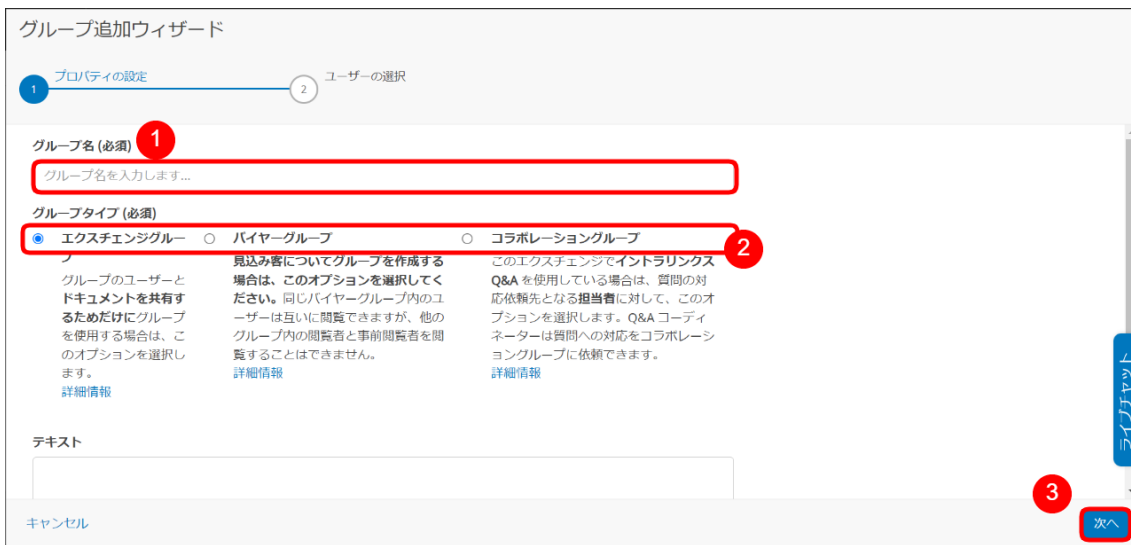 グループ追加ウィザード
1 プロパティの設定
2 ユーザーの選択
グループ名 (必須) 1
グループ名を入力します...
グループタイプ (必須)
エクスチェンジグルー
プ
グループのユーザーと
ドキュメントを共有す
るためだけにグループ
を使用する場合は、こ
のオプションを選択し
ます。
詳細情報
バイヤーグループ
見込み客についてグループを作成する
場合は、このオプションを選択してく
ださい。同じバイヤーグループ内のユ
ーザーは互いに閲覧できますが、他の
グループ内の閲覧者と事前閲覧者を閲
覧することはできません。
詳細情報
コラボレーショングループ
2
このエクスチェンジでイントラリンクス
Q&A を使用している場合は、質問の対
応依頼先となる担当者に対して、このオ
プションを選択します。Q&A コーディ
ネーターは質問への対応をコラボレーシ
ョングループに依頼できます。
詳細情報
ライブチャット
テキスト
3
キャンセル
次へ